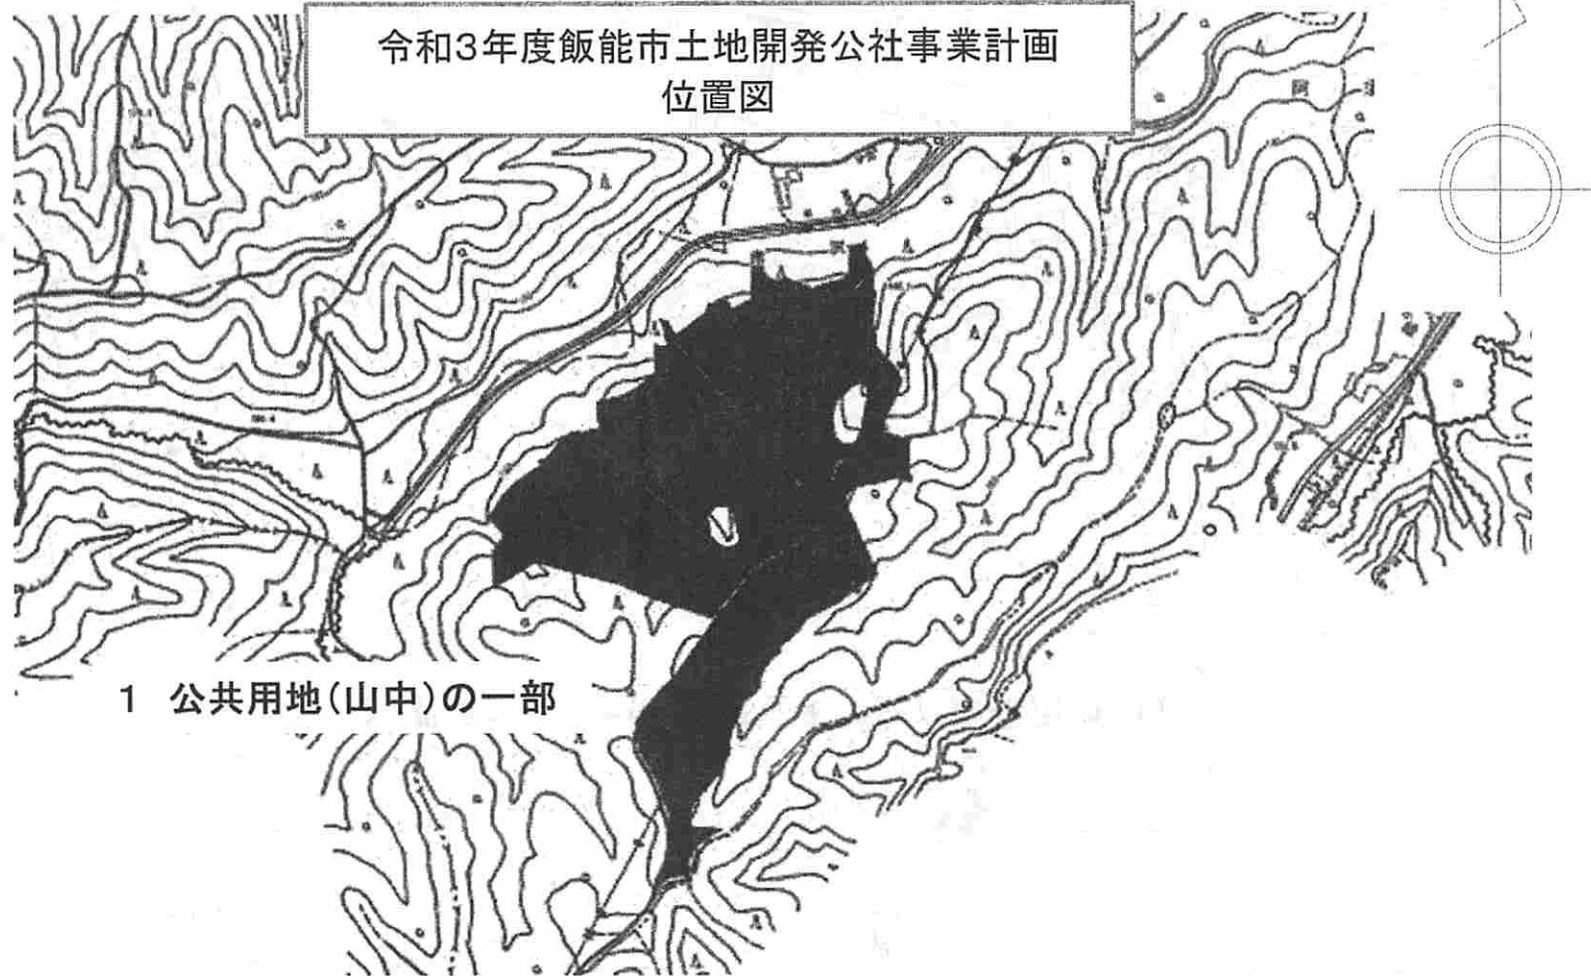 令和3年度飯能市土地開発公社事業計画
位置図
1 公共用地(山中)の一部